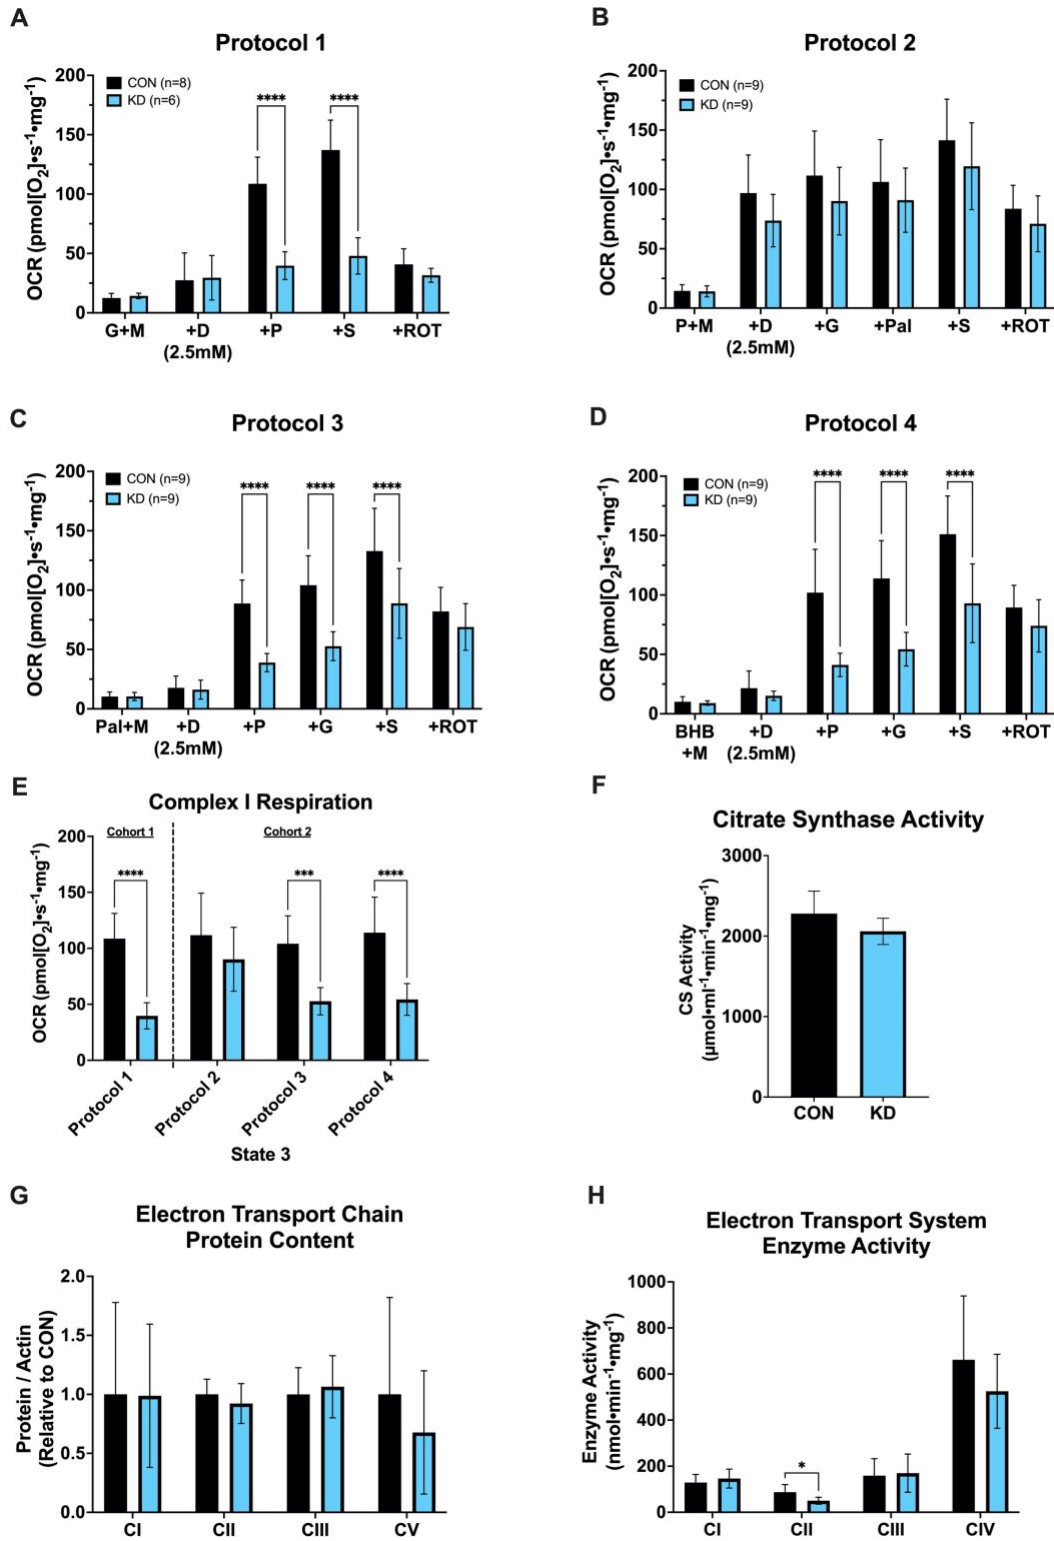 A
Protocol 1
OCR (pmol[O₂]•s⁻¹•mg⁻¹)
200
150
100
50
0
CON (n=8)
KD (n=6)
****
****
G+M
+D
(2.5mM)
+P
+S
+ROT
B
Protocol 2
OCR (pmol[O₂]•s⁻¹•mg⁻¹)
200
150
100
50
0
CON (n=9)
KD (n=9)
P+M
+D
(2.5mM)
+G
+Pal
+S
+ROT
C
Protocol 3
OCR (pmol[O₂]•s⁻¹•mg⁻¹)
200
150
100
50
0
CON (n=9)
KD (n=9)
****
****
****
Pal+M
+D
(2.5mM)
+P
+G
+S
+ROT
D
Protocol 4
OCR (pmol[O₂]•s⁻¹•mg⁻¹)
200
150
100
50
0
CON (n=9)
KD (n=9)
****
****
****
BHB
+M
+D
(2.5mM)
+P
+G
+S
+ROT
E
Complex I Respiration
OCR (pmol[O₂]•s⁻¹•mg⁻¹)
200
150
100
50
0
Cohort 1
Cohort 2
****
***
****
Protocol 1
Protocol 2
Protocol 3
Protocol 4
State 3
F
Citrate Synthase Activity
CS Activity
(µmol•ml⁻¹•min⁻¹•mg⁻¹)
3000
2000
1000
0
CON
KD
G
Electron Transport Chain
Protein Content
Protein / Actin
(Relative to CON)
2.0
1.5
1.0
0.5
0.0
CI
CII
CIII
CV
H
Electron Transport System
Enzyme Activity
Enzyme Activity
(nmol•min⁻¹•mg⁻¹)
1000
800
600
400
200
0
*
CI
CII
CIII
CIV